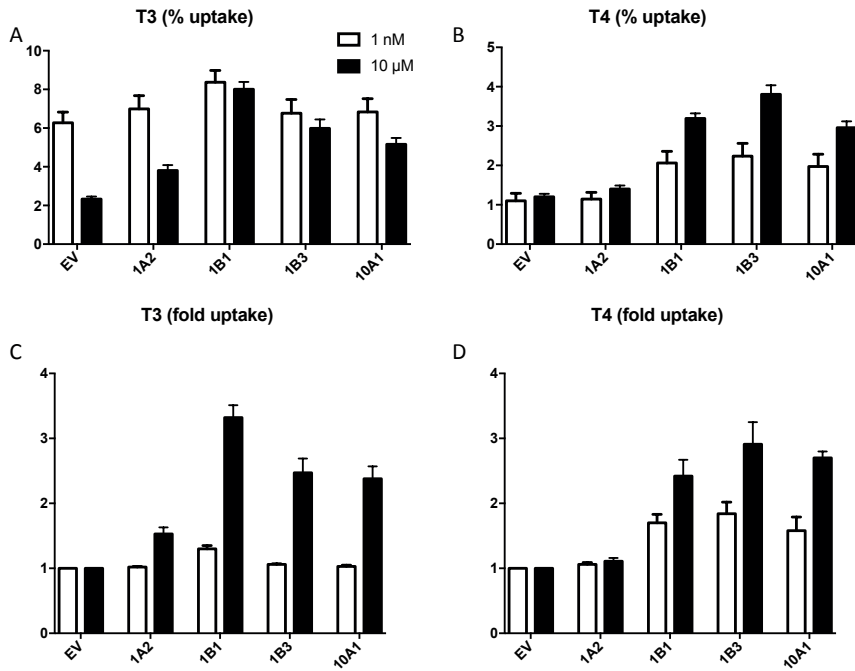 T3 (% uptake)
A
1 nM
10 µM
10
8
6
4
2
0
EV
1A2
1B1
1B3
10A1
T4 (% uptake)
B
5
4
3
2
1
0
EV
1A2
1B1
1B3
10A1
T3 (fold uptake)
C
4
3
2
1
0
EV
1A2
1B1
1B3
10A1
T4 (fold uptake)
D
4
3
2
1
0
EV
1A2
1B1
1B3
10A1